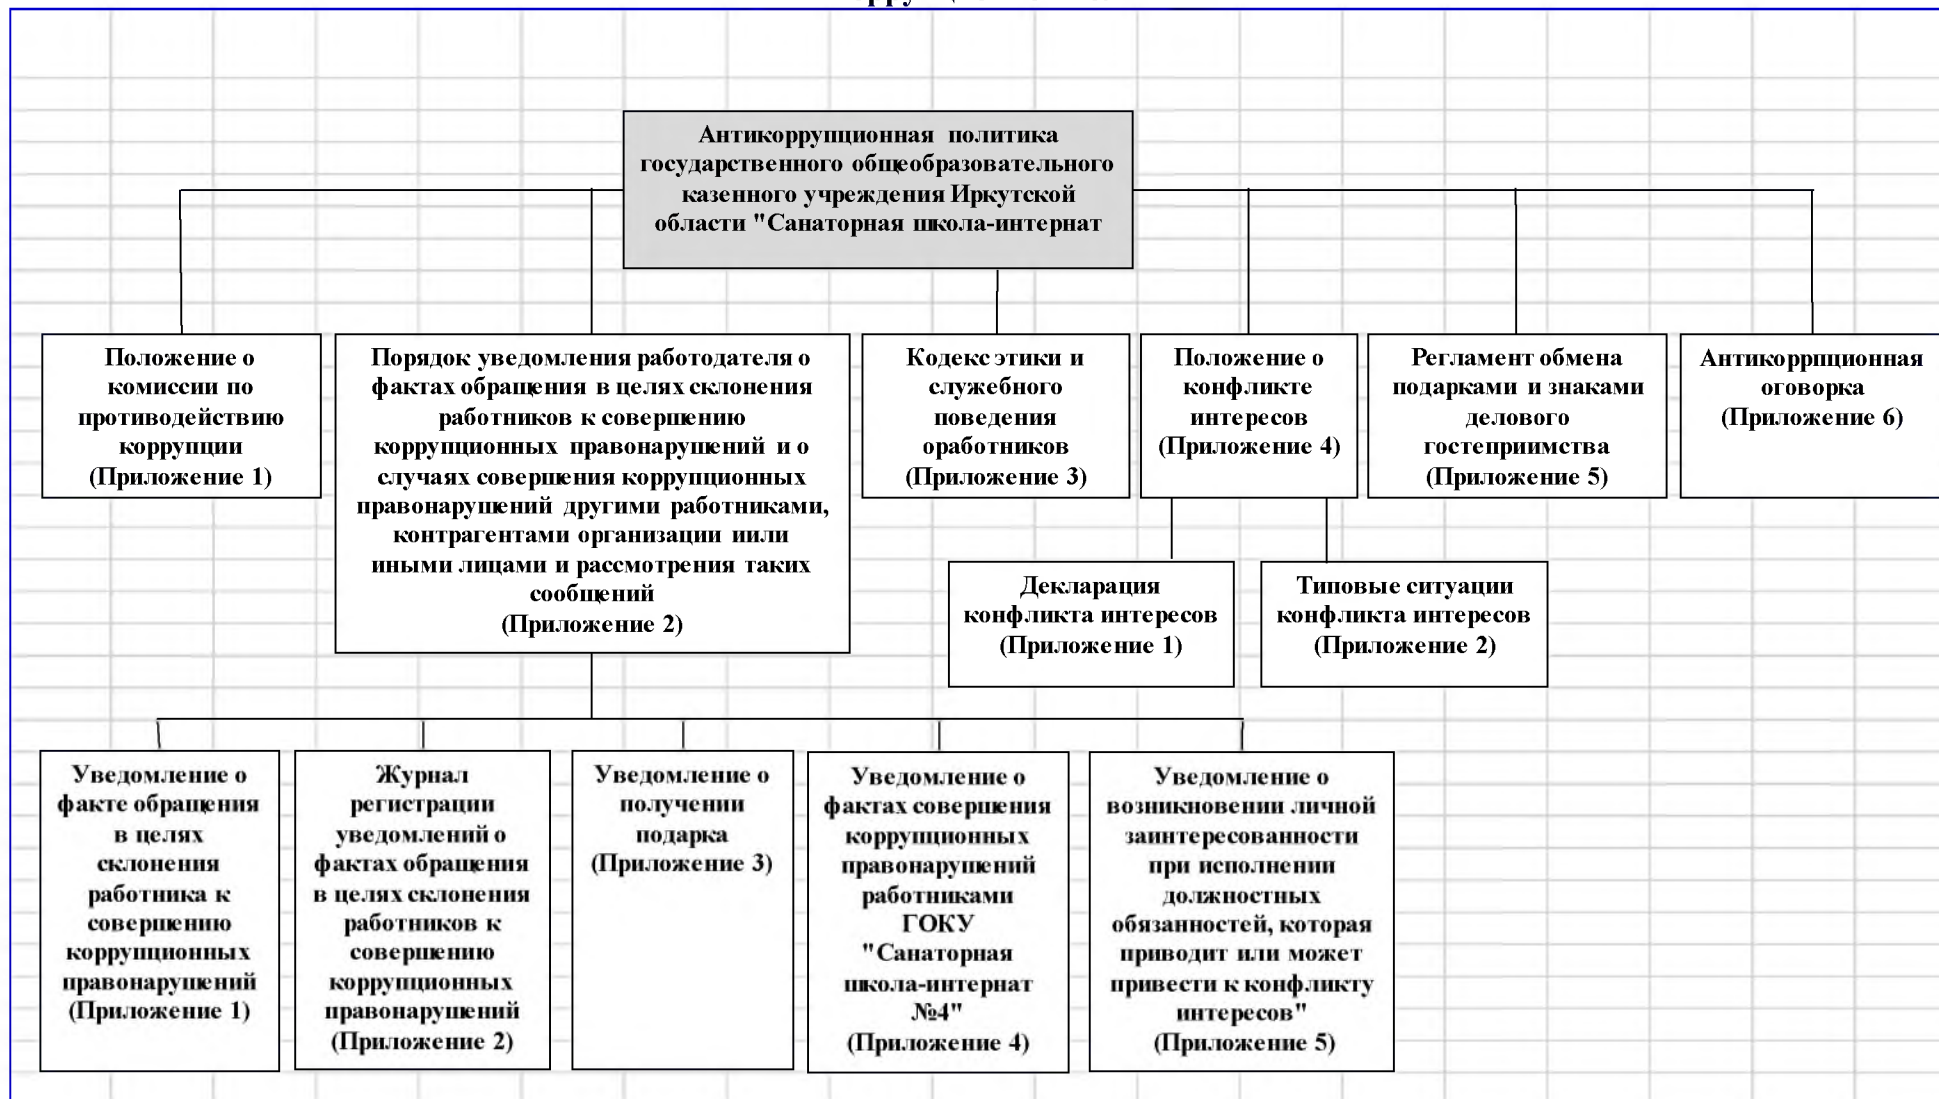 Антикоррупционная политика
государственного общеобразовательного
казенного учреждения Иркутской
области "Санаторная школа-интернат
Положение о
комиссии по
противодействию
коррупции
(Приложение 1)
Порядок уведомления работодателя о
фактах обращения в целях склонения
работников к совершению
коррупционных правонарушений и о
случаях совершения коррупционных
правонарушений другими работниками,
контрагентами организации иили
иными лицами и рассмотрения таких
сообщений
(Приложение 2)
Кодекс этики и
служебного
поведения
оработников
(Приложение 3)
Положение о
конфликте
интересов
(Приложение 4)
Регламент обмена
подарками и знаками
делового
гостеприимства
(Приложение 5)
Антикоррпционная
оговорка
(Приложение 6)
Декларация
конфликта интересов
(Приложение 1)
Типовые ситуации
конфликта интересов
(Приложение 2)
Уведомление о
факте обращения
в целях
склонения
работника к
совершению
коррупционных
правонарушений
(Приложение 1)
Журнал
регистрации
уведомлений о
фактах обращения
в целях склонения
работников к
совершению
коррупционных
правонарушений
(Приложение 2)
Уведомление о
получении
подарка
(Приложение 3)
Уведомление о
фактах совершения
коррупционных
правонарушений
работниками
ГОКУ
"Санаторная
школа-интернат
№4"
(Приложение 4)
Уведомление о
возникновении личной
заинтересованности
при исполнении
должностных
обязанностей, которая
приводит или может
привести к конфликту
интересов"
(Приложение 5)